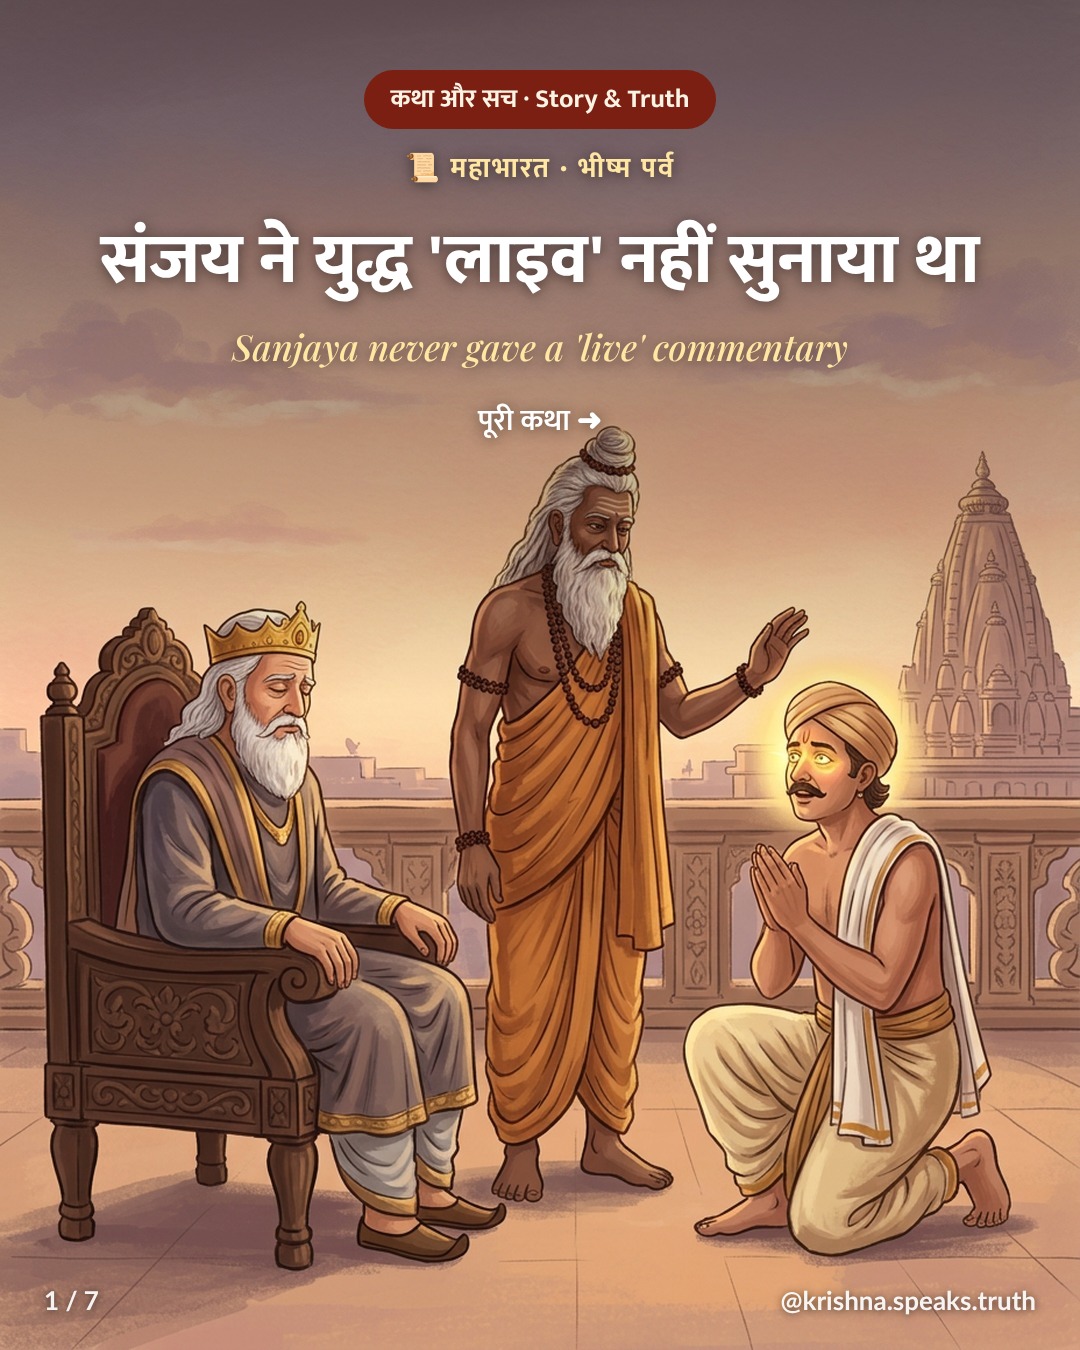 कथा और सच · Story & Truth
📜 महाभारत · भीष्म पर्व
संजय ने युद्ध 'लाइव' नहीं सुनाया था
Sanjaya never gave a 'live' commentary
पूरी कथा ➜
1 / 7
@krishna.speaks.truth